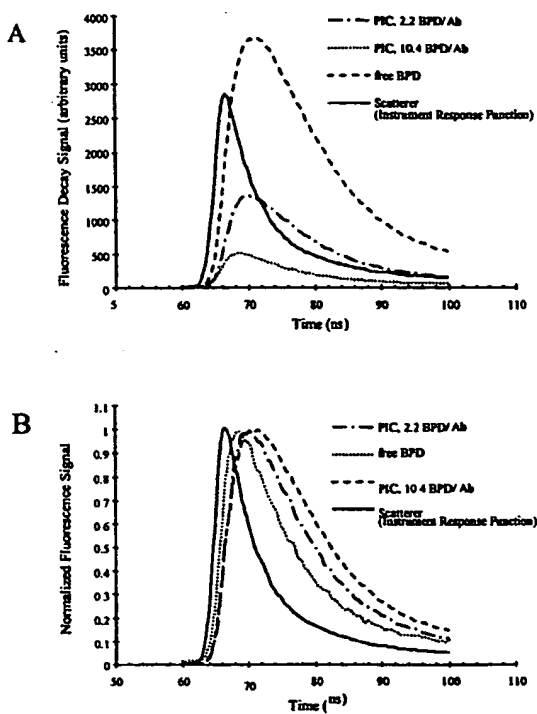 A
Fluorescence Decay Signal (arbitrary units)
4000
3500
3000
2500
2000
1500
1000
500
0
5
60
70
80
90
100
110
Time (ns)
PIC, 2.2 BPD/Ab
PIC, 10.4 BPD/Ab
free BPD
Scatterer
(Instrument Response Function)
B
Normalized Fluorescence Signal
1.1
1
0.9
0.8
0.7
0.6
0.5
0.4
0.3
0.2
0.1
0
50
60
70
80
90
100
110
Time (ns)
PIC, 2.2 BPD/Ab
free BPD
PIC, 10.4 BPD/Ab
Scatterer
(Instrument Response Function)